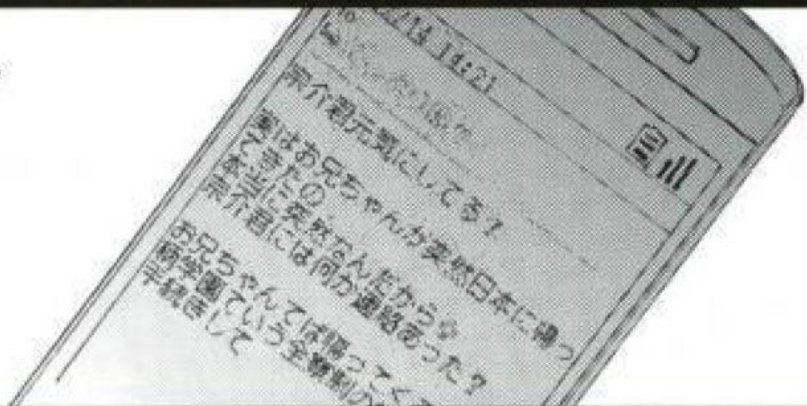 /14 14:21
宗介君元気にしてる?
実はお兄ちゃんが突然日本に帰っ
てきたの
本当に突然なんだから☆
宗介君には何か連絡あった?
お兄ちゃんてば帰ってくる
学園ていう全寮制の
手続きして